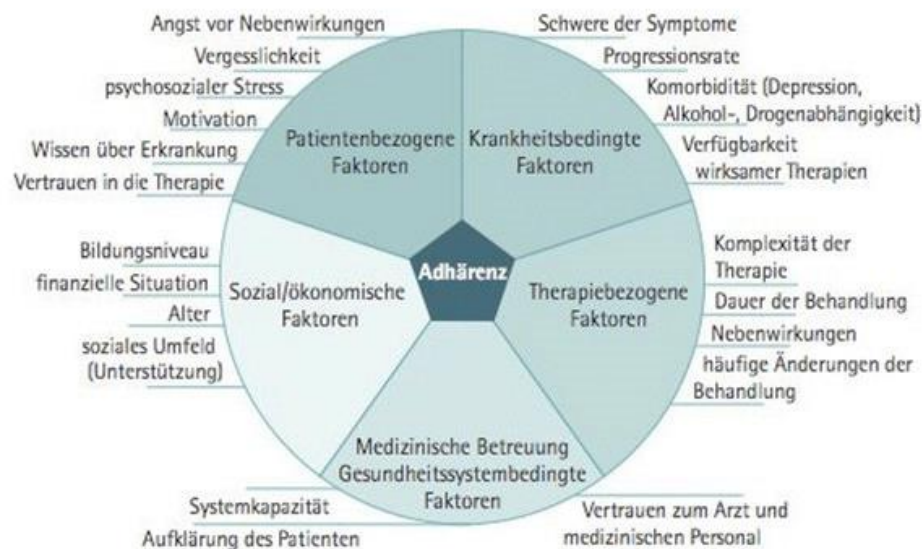 Angst vor Nebenwirkungen
Vergesslichkeit
psychosozialer Stress
Motivation
Wissen über Erkrankung
Vertrauen in die Therapie
Patientenbezogene
Faktoren
Schwere der Symptome
Progressionsrate
Komorbidität (Depression,
Alkohol-, Drogenabhängigkeit)
Verfügbarkeit
wirksamer Therapien
Krankheitsbedingte
Faktoren
Adhärenz
Bildungsniveau
finanzielle Situation
Alter
soziales Umfeld
(Unterstützung)
Sozial/ökonomische
Faktoren
Therapiebezogene
Faktoren
Komplexität der
Therapie
Dauer der Behandlung
Nebenwirkungen
häufige Änderungen der
Behandlung
Medizinische Betreuung
Gesundheitssystembedingte
Faktoren
Systemkapazität
Aufklärung des Patienten
Vertrauen zum Arzt und
medizinischen Personal